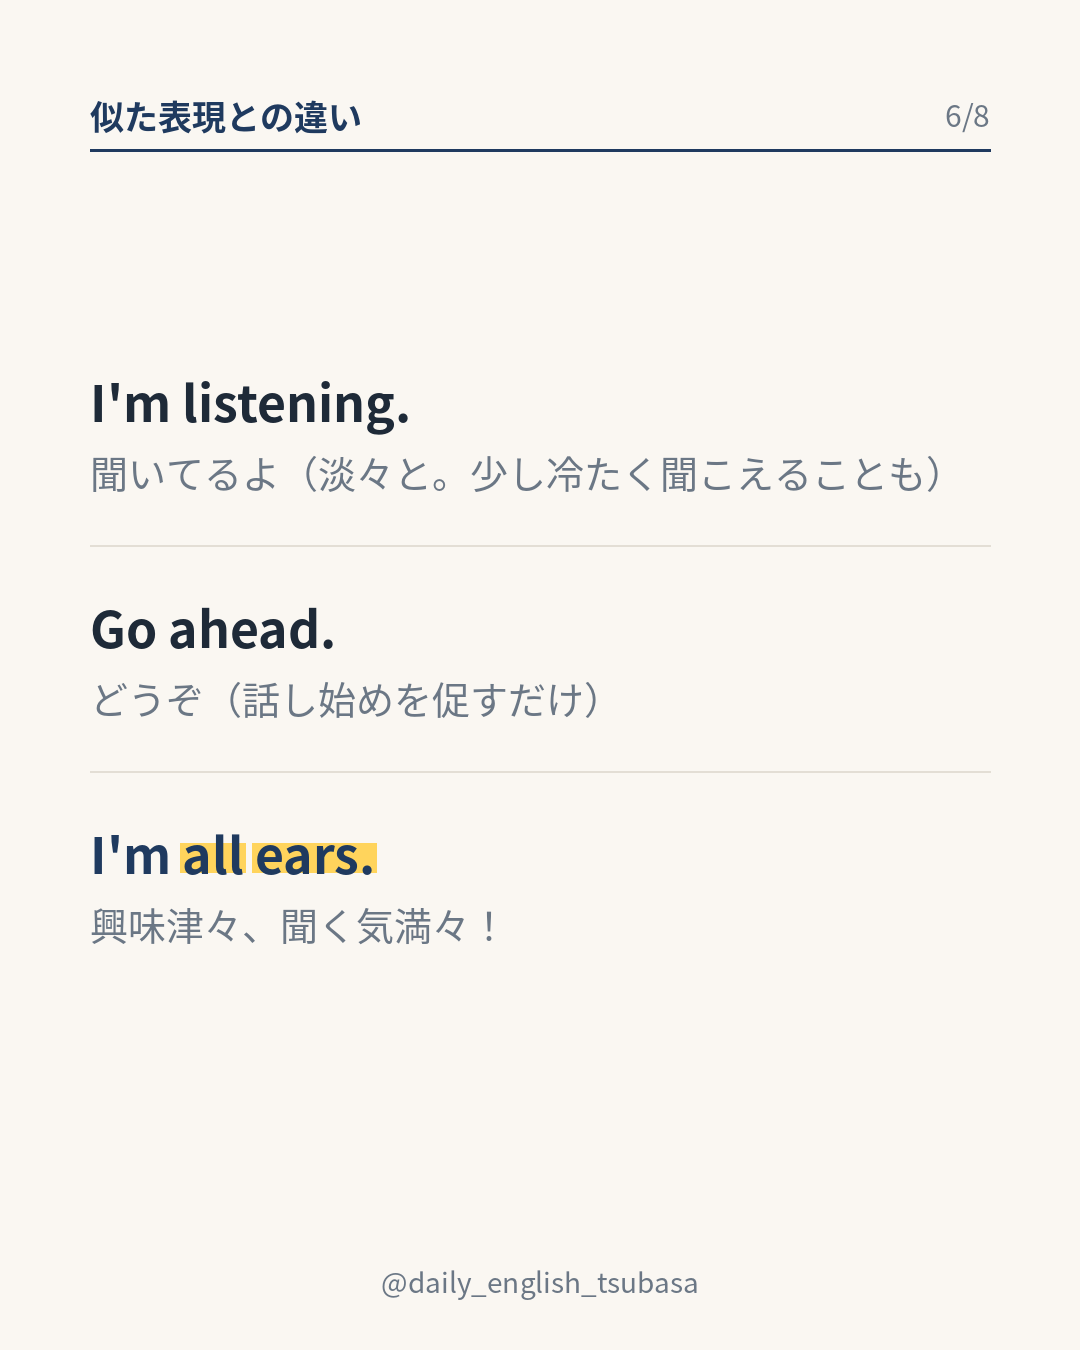 似た表現との違い 6/8
I'm listening.
聞いてるよ（淡々と。少し冷たく聞こえることも）
Go ahead.
どうぞ（話し始めを促すだけ）
I'm all ears.
興味津々、聞く気満々！
@daily_english_tsubasa